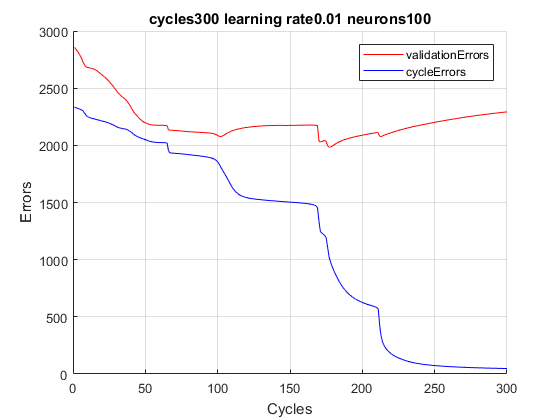 cycles300 learning rate0.01 neurons100
3000
validationErrors
cycleErrors
2500
2000
1500
1000
500
0
Errors
0 50 100 150 200 250 300
Cycles